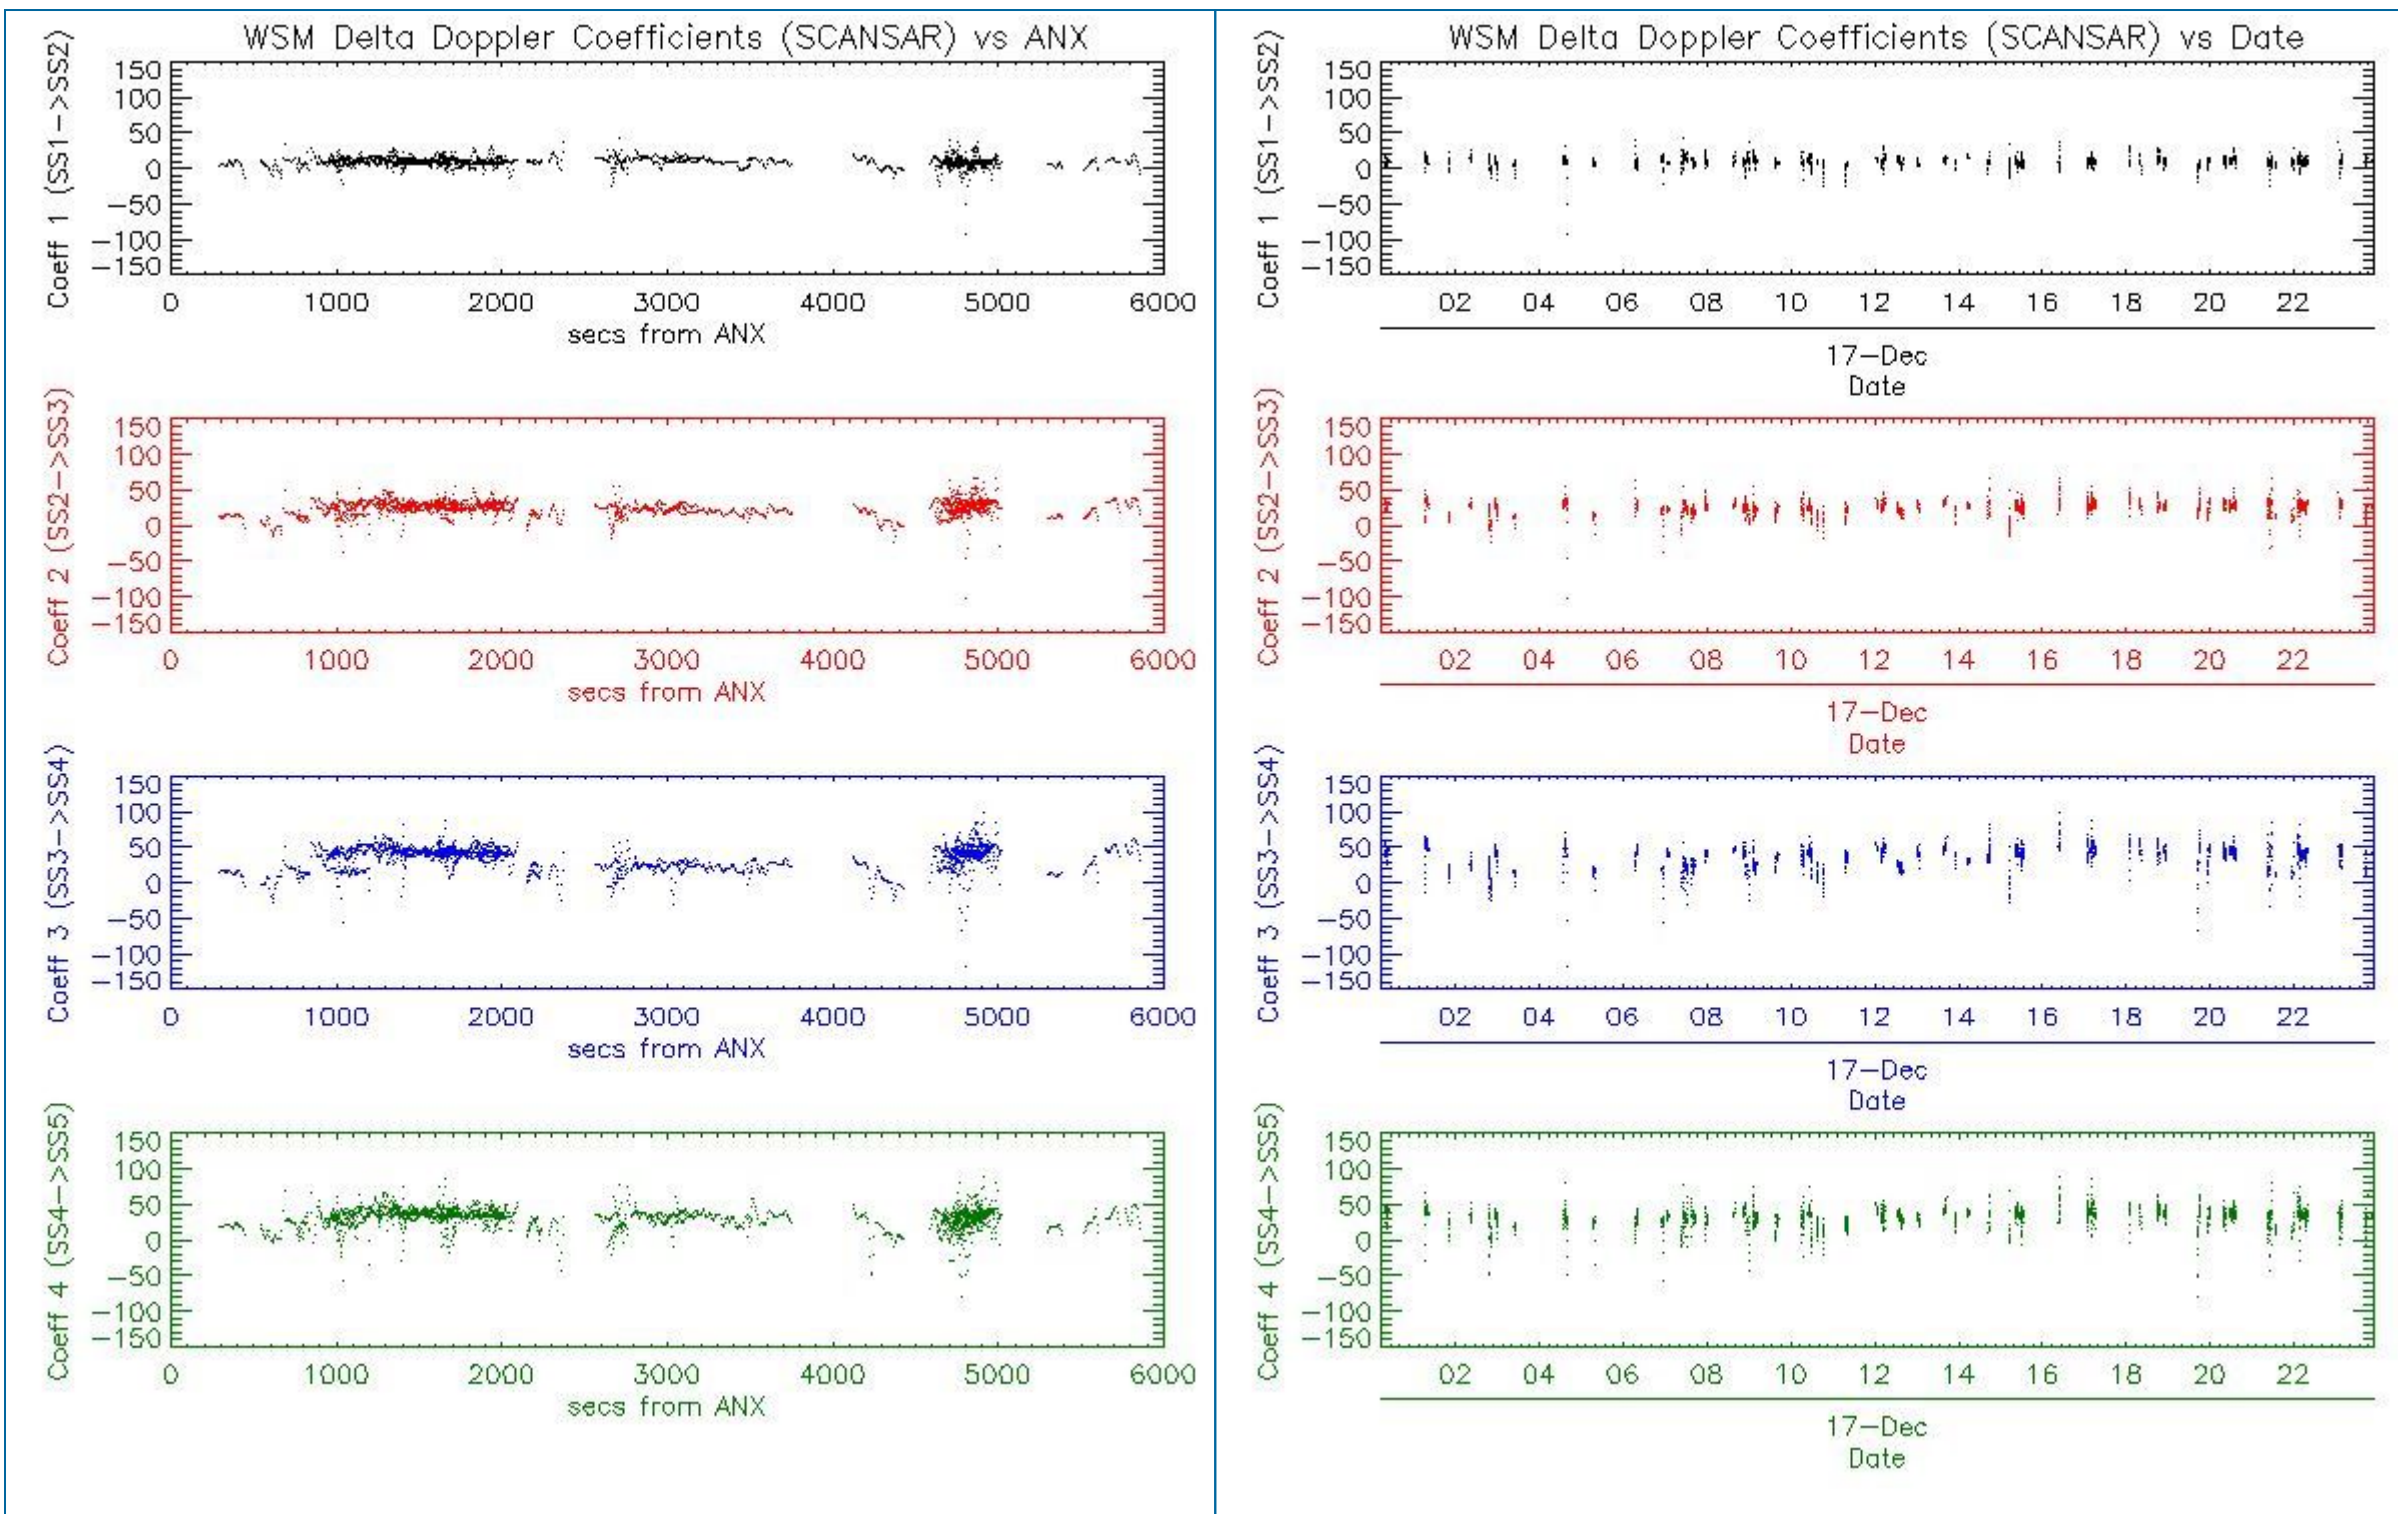 WSM Delta Doppler Coefficients (SCANSAR) vs ANX
Coeff 1 (SS1->SS2)
150
100
50
0
-50
-100
-150
0 1000 2000 3000 4000 5000 6000
secs from ANX
Coeff 2 (SS2->SS3)
150
100
50
0
-50
-100
-150
0 1000 2000 3000 4000 5000 6000
secs from ANX
Coeff 3 (SS3->SS4)
150
100
50
0
-50
-100
-150
0 1000 2000 3000 4000 5000 6000
secs from ANX
Coeff 4 (SS4->SS5)
150
100
50
0
-50
-100
-150
0 1000 2000 3000 4000 5000 6000
secs from ANX
WSM Delta Doppler Coefficients (SCANSAR) vs Date
Coeff 1 (SS1->SS2)
150
100
50
0
-50
-100
-150
02 04 06 08 10 12 14 16 18 20 22
17-Dec
Date
Coeff 2 (SS2->SS3)
150
100
50
0
-50
-100
-150
02 04 06 08 10 12 14 16 18 20 22
17-Dec
Date
Coeff 3 (SS3->SS4)
150
100
50
0
-50
-100
-150
02 04 06 08 10 12 14 16 18 20 22
17-Dec
Date
Coeff 4 (SS4->SS5)
150
100
50
0
-50
-100
-150
02 04 06 08 10 12 14 16 18 20 22
17-Dec
Date